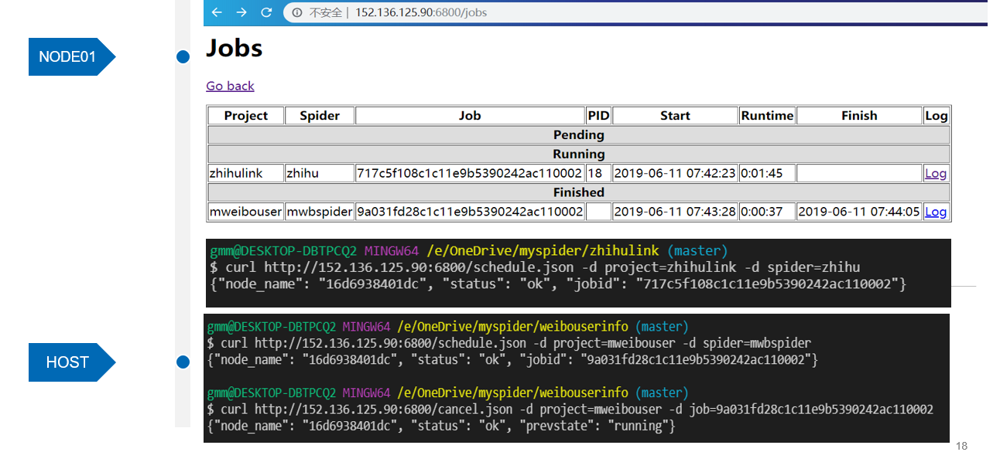 不安全 | 152.136.125.90:6800/jobs
NODE01
Jobs
Go back
Project Spider Job PID Start Runtime Finish Log
Pending
Running
zhihulink zhihu 717c5f108c1c11e9b5390242ac110002 18 2019-06-11 07:42:23 0:01:45 Log
Finished
mweibouser mwbspider 9a031fd28c1c11e9b5390242ac110002 2019-06-11 07:43:28 0:00:37 2019-06-11 07:44:05 Log
gmm@DESKTOP-DBTPCQ2 MINGW64 /e/OneDrive/myspider/zhihulink (master)
$ curl http://152.136.125.90:6800/schedule.json -d project=zhihulink -d spider=zhihu
{"node_name": "16d6938401dc", "status": "ok", "jobid": "717c5f108c1c11e9b5390242ac110002"}
HOST
gmm@DESKTOP-DBTPCQ2 MINGW64 /e/OneDrive/myspider/weibouserinfo (master)
$ curl http://152.136.125.90:6800/schedule.json -d project=mweibouser -d spider=mwbspider
{"node_name": "16d6938401dc", "status": "ok", "jobid": "9a031fd28c1c11e9b5390242ac110002"}
gmm@DESKTOP-DBTPCQ2 MINGW64 /e/OneDrive/myspider/weibouserinfo (master)
$ curl http://152.136.125.90:6800/cancel.json -d project=mweibouser -d job=9a031fd28c1c11e9b5390242ac110002
{"node_name": "16d6938401dc", "status": "ok", "prevstate": "running"}
18